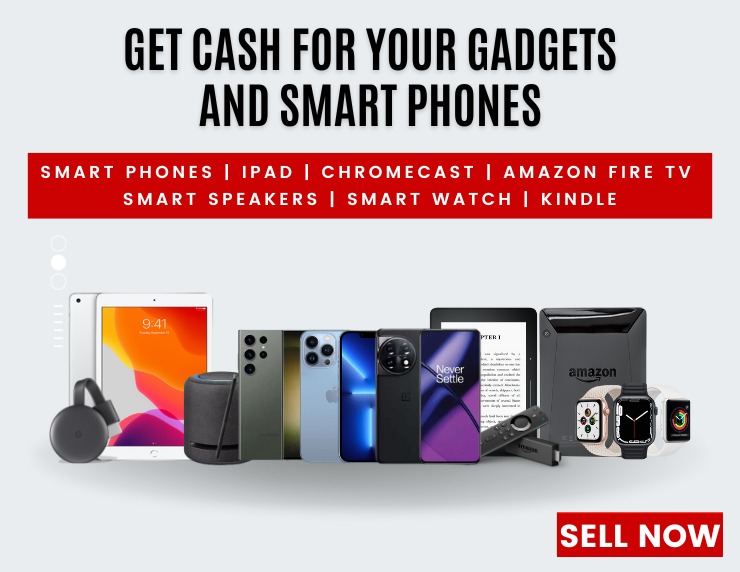 GET CASH FOR YOUR GADGETS
AND SMART PHONES
SMART PHONES | IPAD | CHROMECAST | AMAZON FIRE TV
SMART SPEAKERS | SMART WATCH | KINDLE
9:41
Never
Settle
amazon
SELL NOW